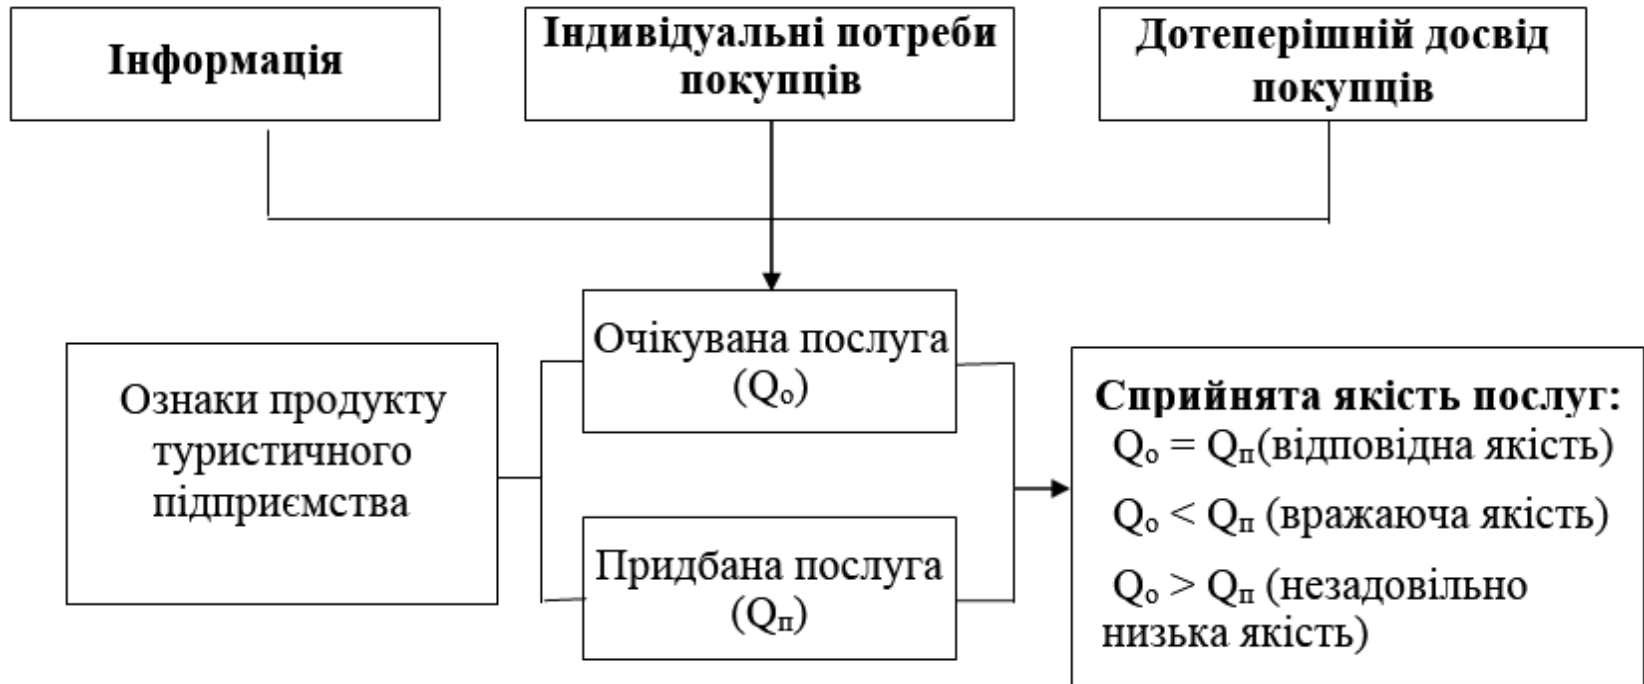 Інформація
Індивідуальні потреби
покупців
Дотеперішній досвід
покупців
Очікувана послуга
(Qо)
Ознаки продукту
туристичного
підприємства
Придбана послуга
(Qп)
Сприйнята якість послуг:
Qо = Qп(відповідна якість)
Qо < Qп (вражаюча якість)
Qо > Qп (незадовільно
низька якість)